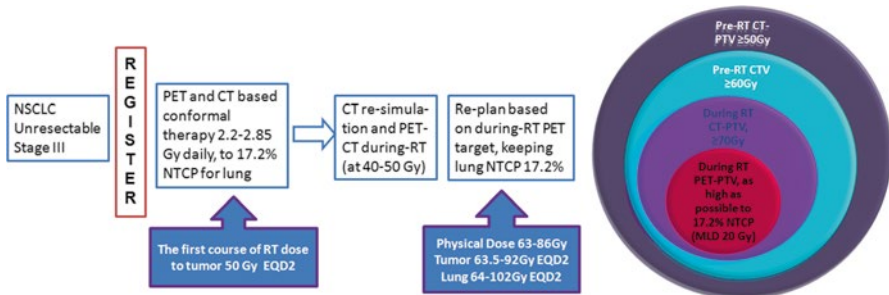 NSCLC
Unresectable
Stage III
REGISTER
PET and CT based
conformal
therapy 2.2-2.85
Gy daily, to 17.2%
NTCP for lung
CT re-simula-
tion and PET-
CT during-RT
(at 40-50 Gy)
Re-plan based
on during-RT PET
target, keeping
lung NTCP 17.2%
The first course of RT dose
to tumor 50 Gy EQD2
Physical Dose 63-86Gy
Tumor 63.5-92Gy EQD2
Lung 64-102Gy EQD2
Pre-RT CT-
PTV ≥50Gy
Pre-RT CTV
≥60Gy
During RT
CT-PTV,
≥70Gy
During RT
PET-PTV, as
high as
possible to
17.2% NTCP
(MLD 20 Gy)